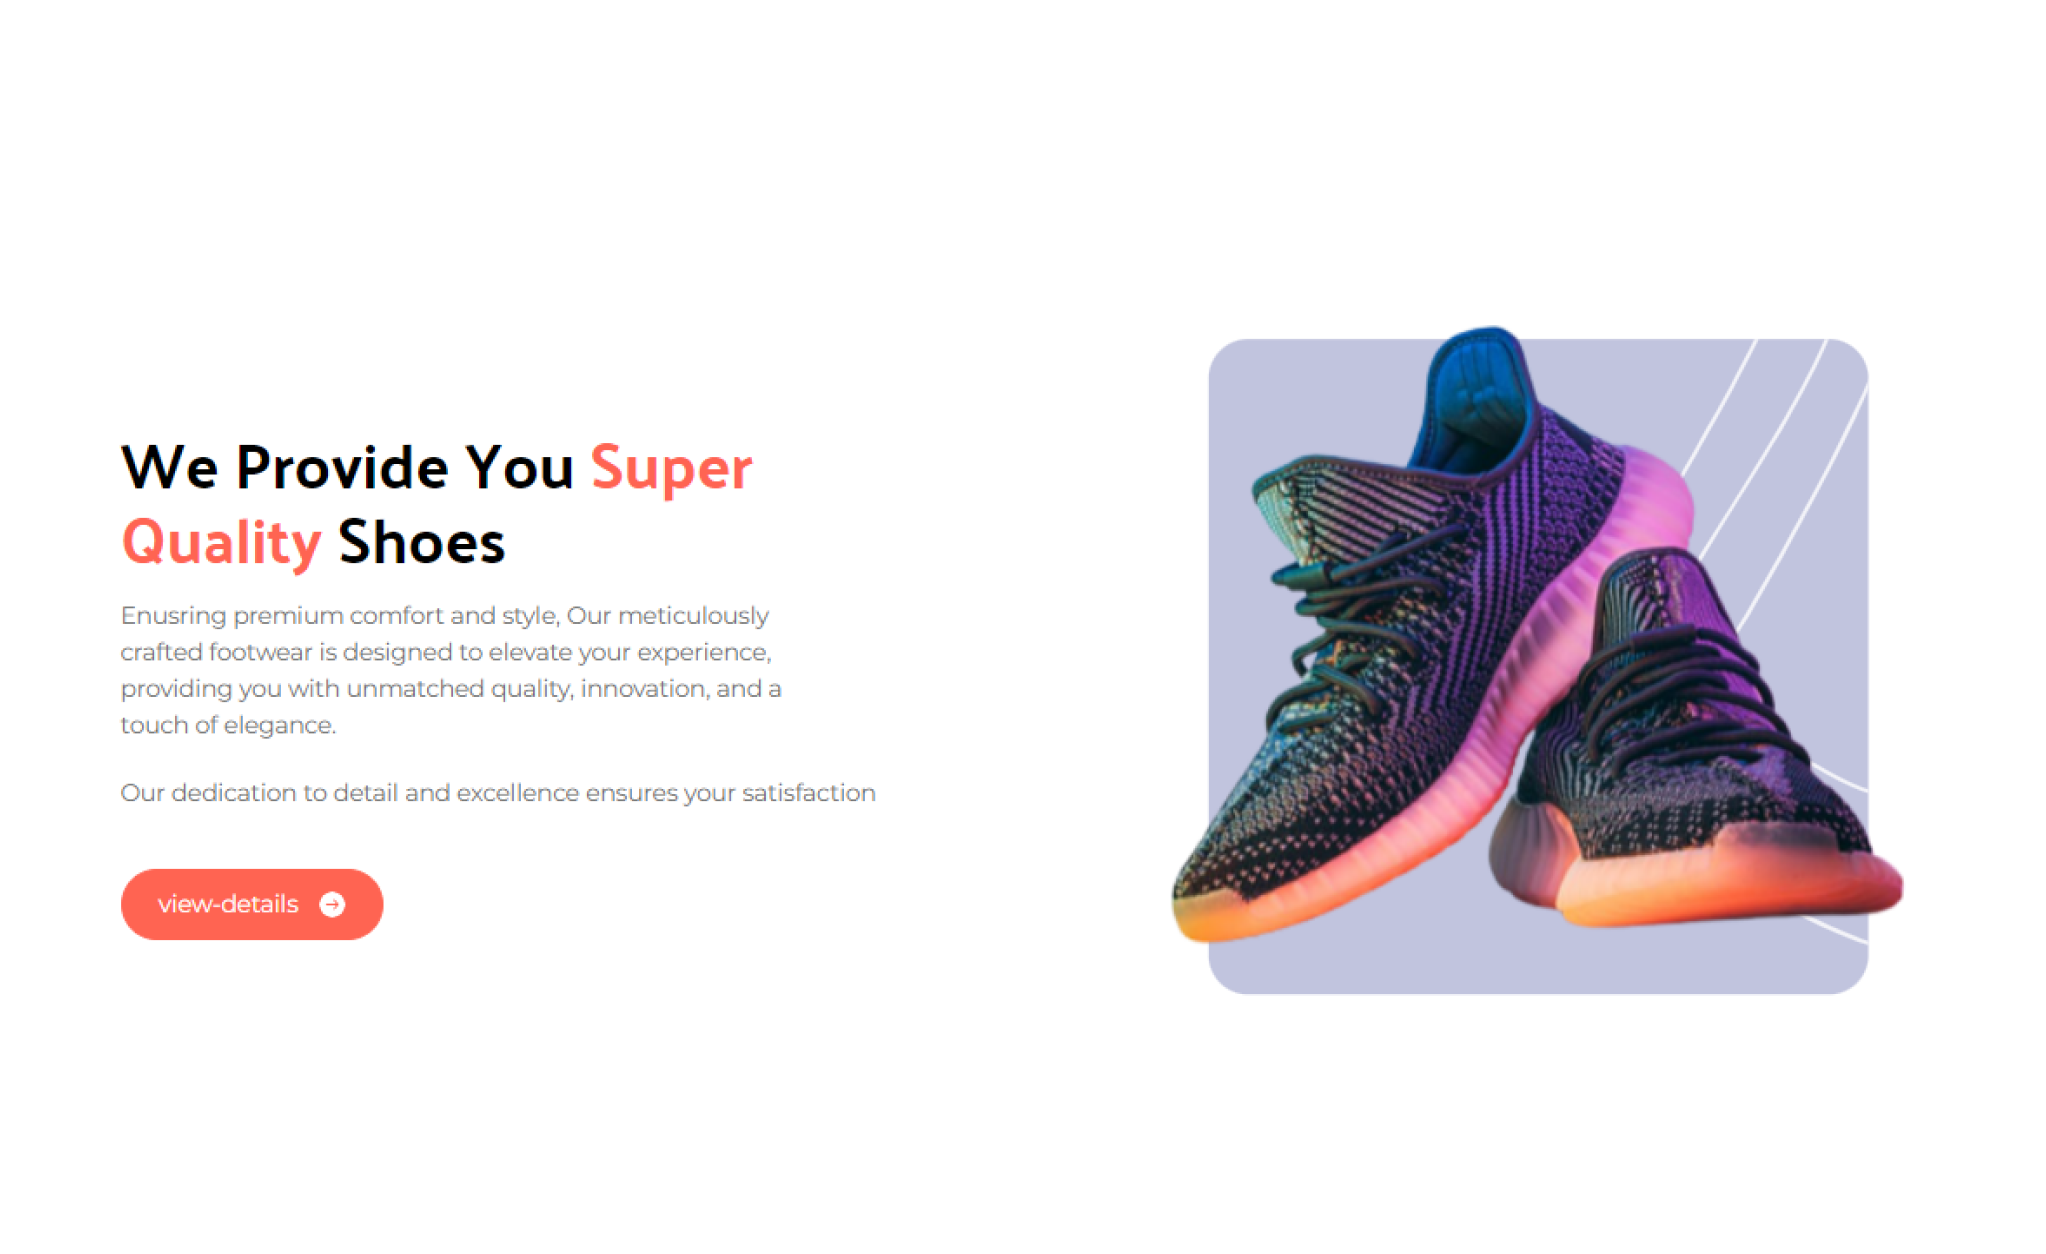 We Provide You Super
Quality Shoes
Enusring premium comfort and style, Our meticulously
crafted footwear is designed to elevate your experience,
providing you with unmatched quality, innovation, and a
touch of elegance.
Our dedication to detail and excellence ensures your satisfaction
view-details